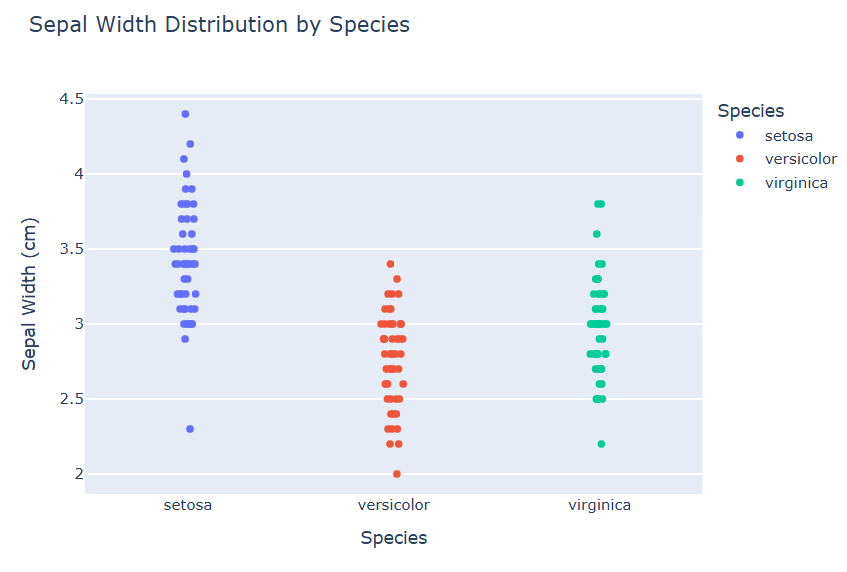 Sepal Width Distribution by Species
4.5
4
3.5
3
2.5
2
Sepal Width (cm)
setosa
versicolor
virginica
Species
Species
setosa
versicolor
virginica